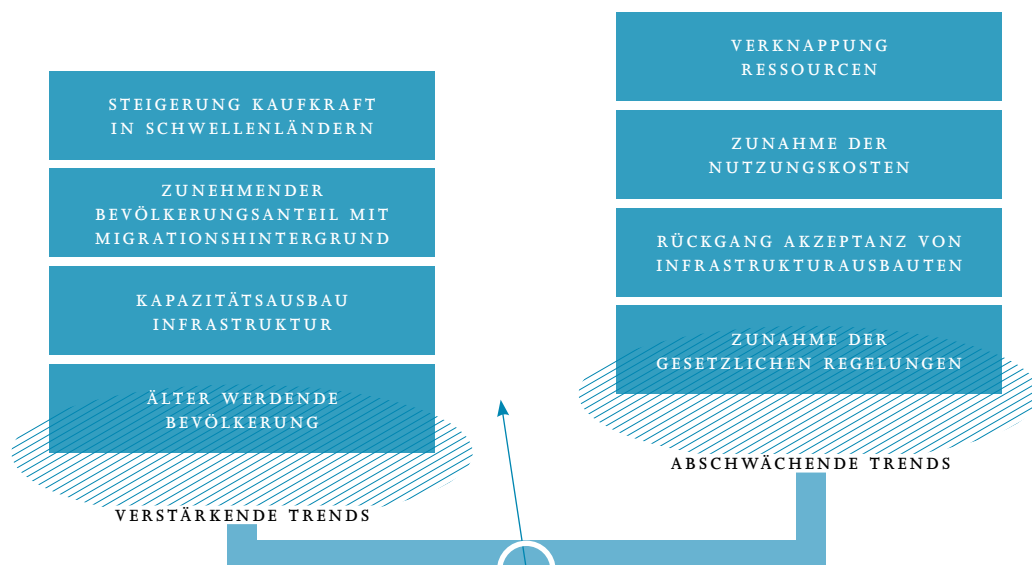 STEIGERUNG KAUFKRAFT
IN SCHWELLENLÄNDERN
ZUNEHMENDER
BEVÖLKERUNGSANTEIL MIT
MIGRATIONSHINTERGRUND
KAPAZITÄTSAUSBAU
INFRASTRUKTUR
ÄLTER WERDENDE
BEVÖLKERUNG
VERSTÄRKENDE TRENDS
VERKNAPPUNG
RESSOURCEN
ZUNAHME DER
NUTZUNGSKOSTEN
RÜCKGANG AKZEPTANZ VON
INFRASTRUKTURAUSBAUTEN
ZUNAHME DER
GESETZLICHEN REGELUNGEN
ABSCHWÄCHENDE TRENDS